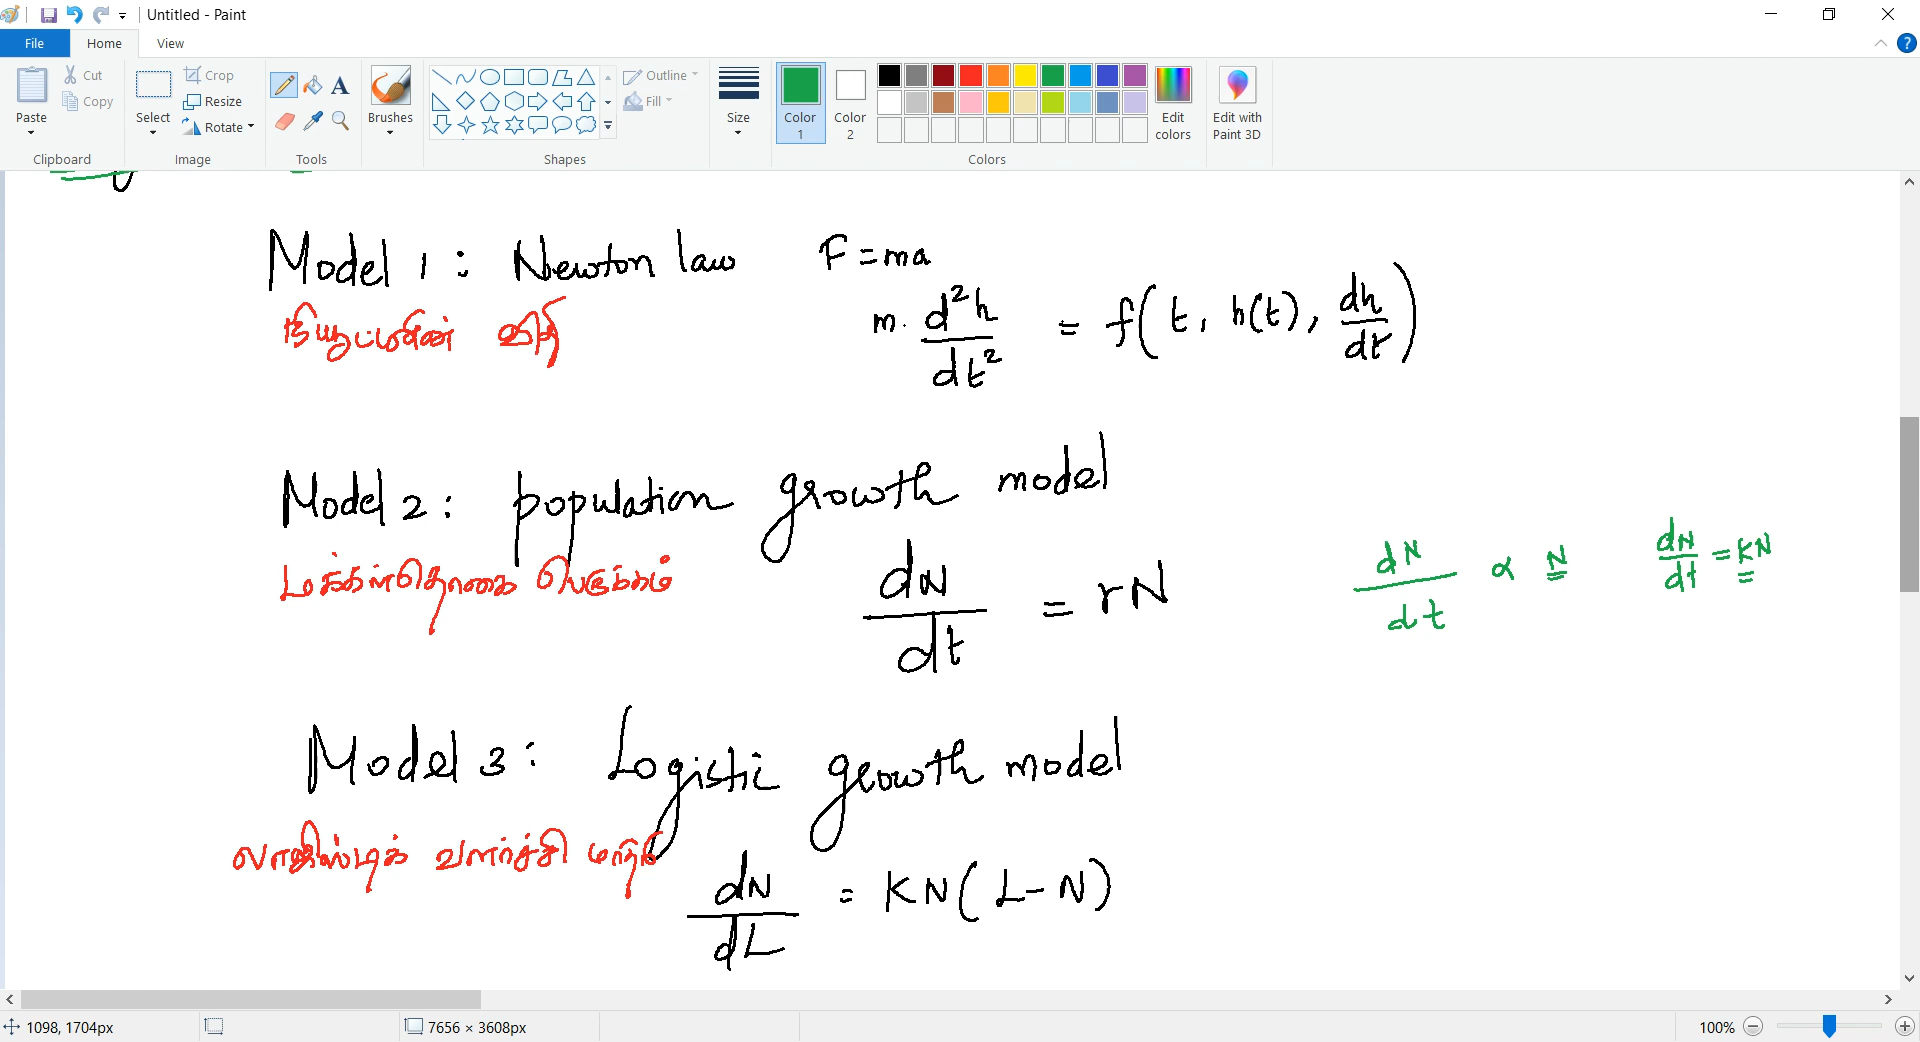 Untitled - Paint
File Home View
Cut
Copy
Paste
Clipboard
Crop
Resize
Rotate
Select
Image
Tools
Brushes
Outline
Fill
Shapes
Size
Color 1
Color 2
Edit colors
Edit with Paint 3D
Colors
Model 1 : Newton law F = ma
நியூட்டனின் விதி
m. d²h/dt² = f(t, h(t), dh/dt)
Model 2 : population growth model
மக்கள்தொகை பெருக்கம்
dN/dt = rN
dN/dt ∝ N dN/dt = KN
Model 3 : Logistic growth model
லாஜிஸ்டிக் வளர்ச்சி மாதிரி
dN/dL = KN(L-N)
1098, 1704px
7656 × 3608px
100%